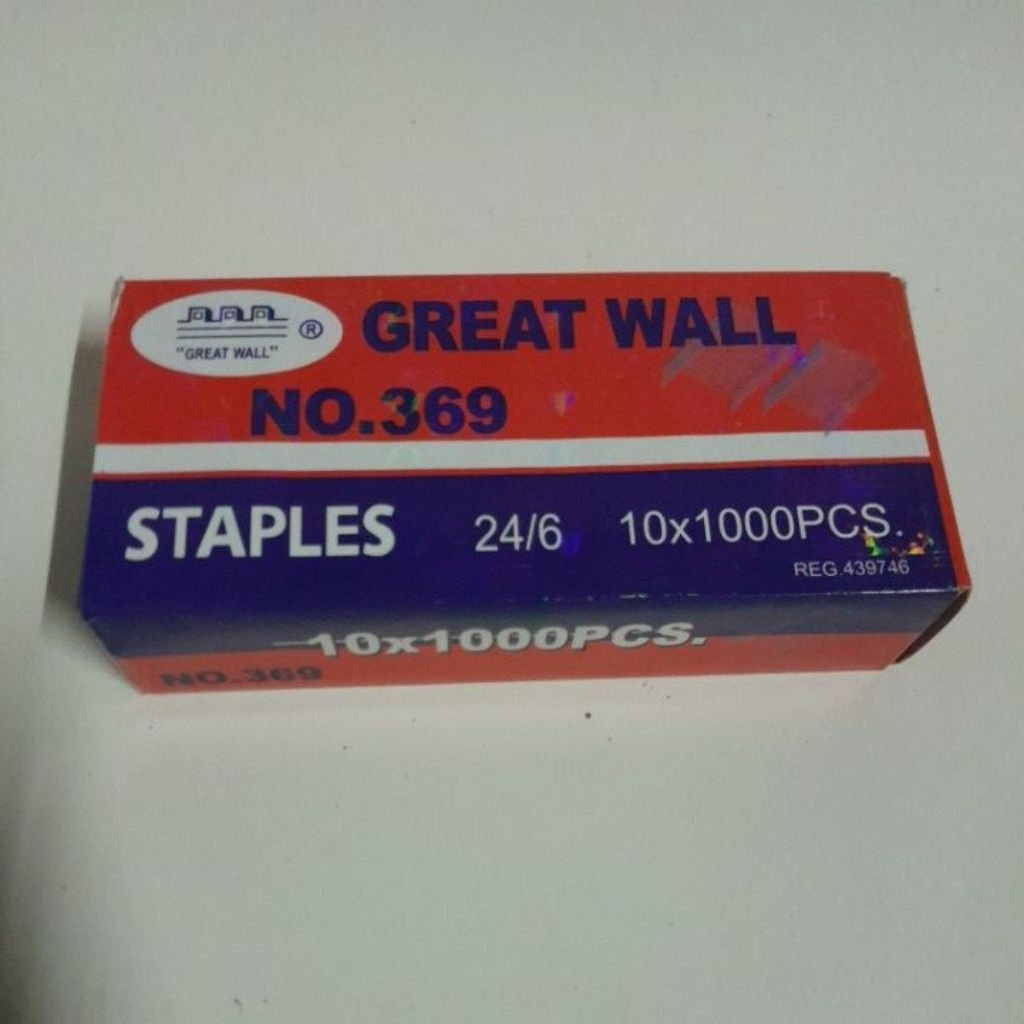 "GREAT WALL" ®
GREAT WALL
NO.369
STAPLES 24/6 10x1000PCS.
REG.439746
10x1000PCS.
NO.369